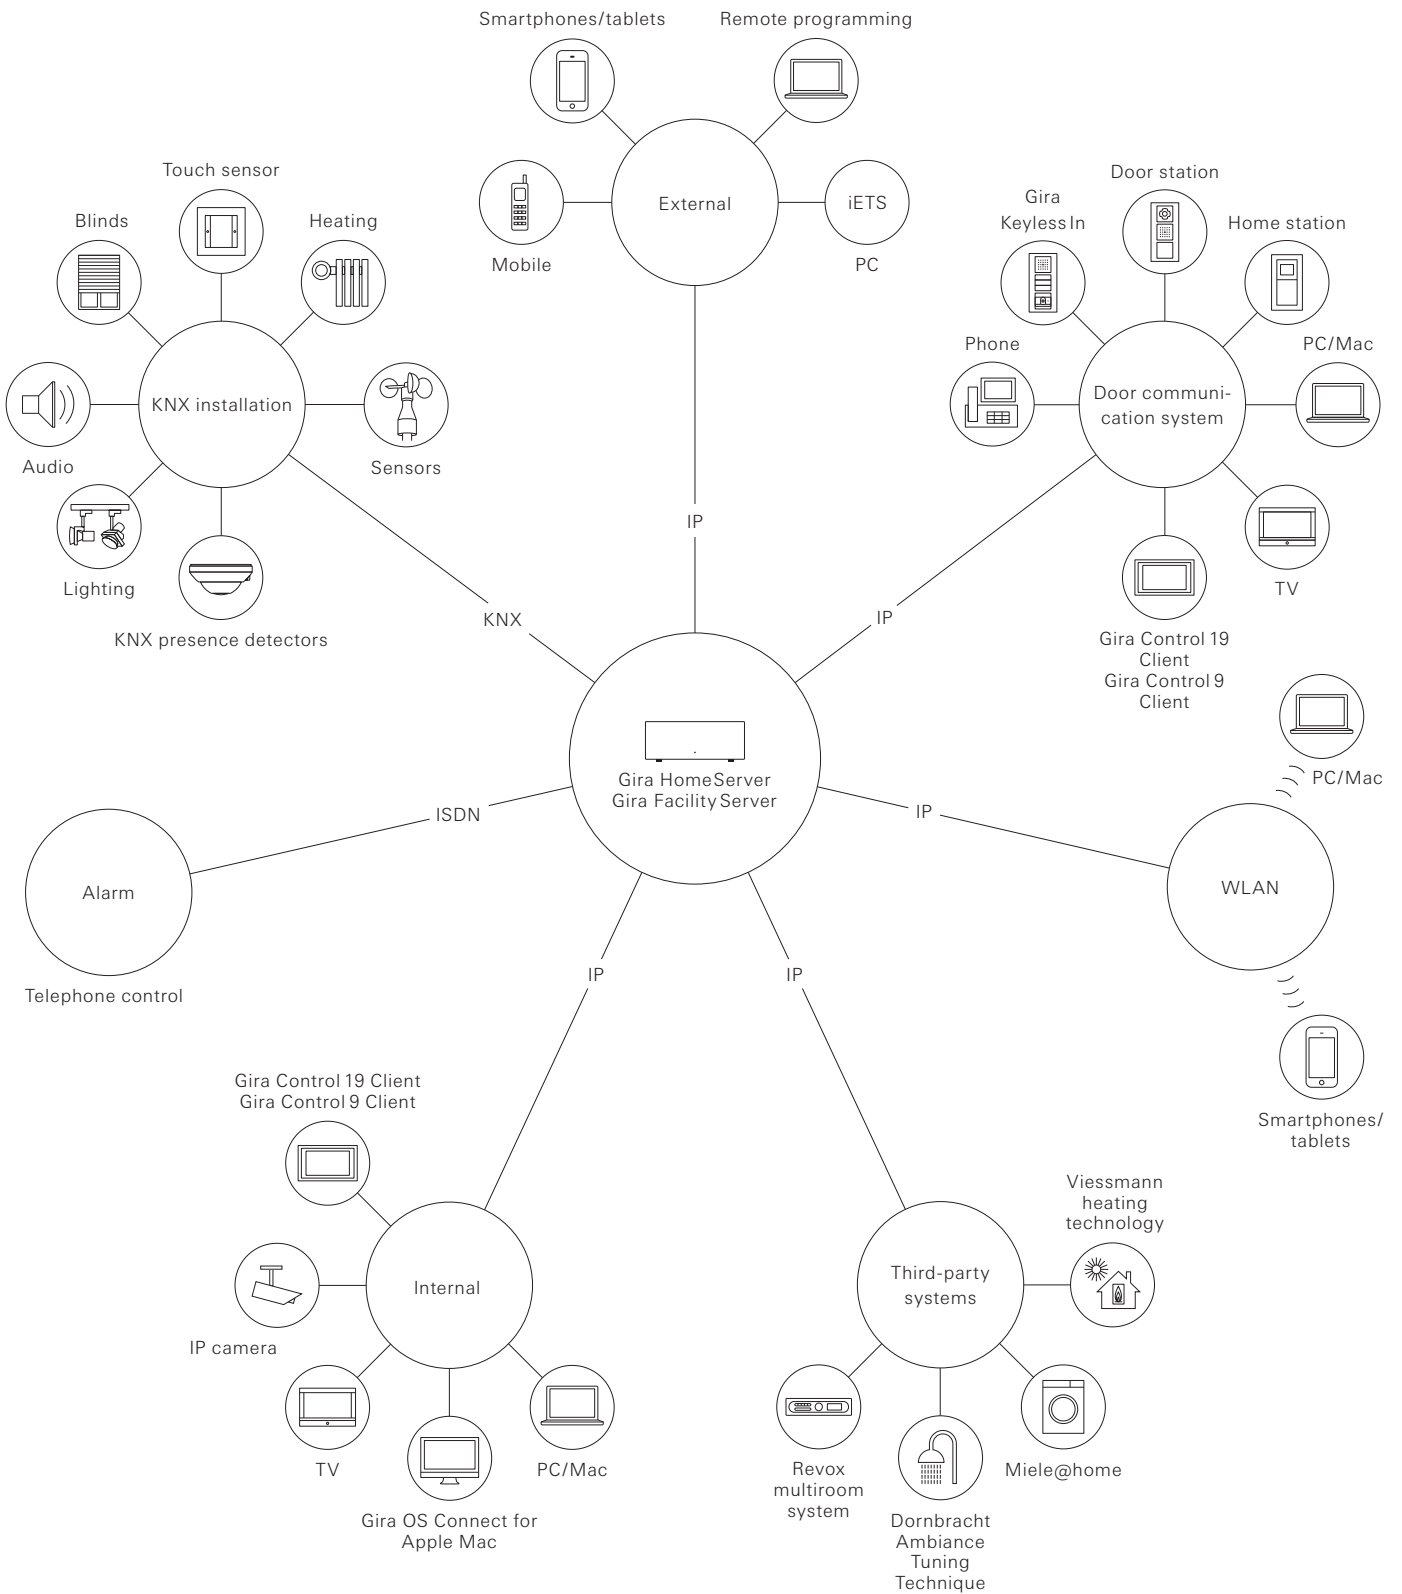 Smartphones/tablets
Remote programming
Mobile
External
iETS
PC
Touch sensor
Blinds
Heating
Audio
KNX installation
Sensors
Lighting
KNX presence detectors
Door station
Gira
Keyless In
Home station
Phone
PC/Mac
Door communi-
cation system
TV
Gira Control 19
Client
Gira Control 9
Client
IP
KNX
IP
Gira HomeServer
Gira FacilityServer
ISDN
IP
Alarm
Telephone control
PC/Mac
WLAN
Smartphones/
tablets
IP
IP
Gira Control 19 Client
Gira Control 9 Client
Internal
IP camera
TV
Gira OS Connect for
Apple Mac
PC/Mac
Third-party
systems
Viessmann
heating
technology
Revox
multiroom
system
Dornbracht
Ambiance
Tuning
Technique
Miele@home